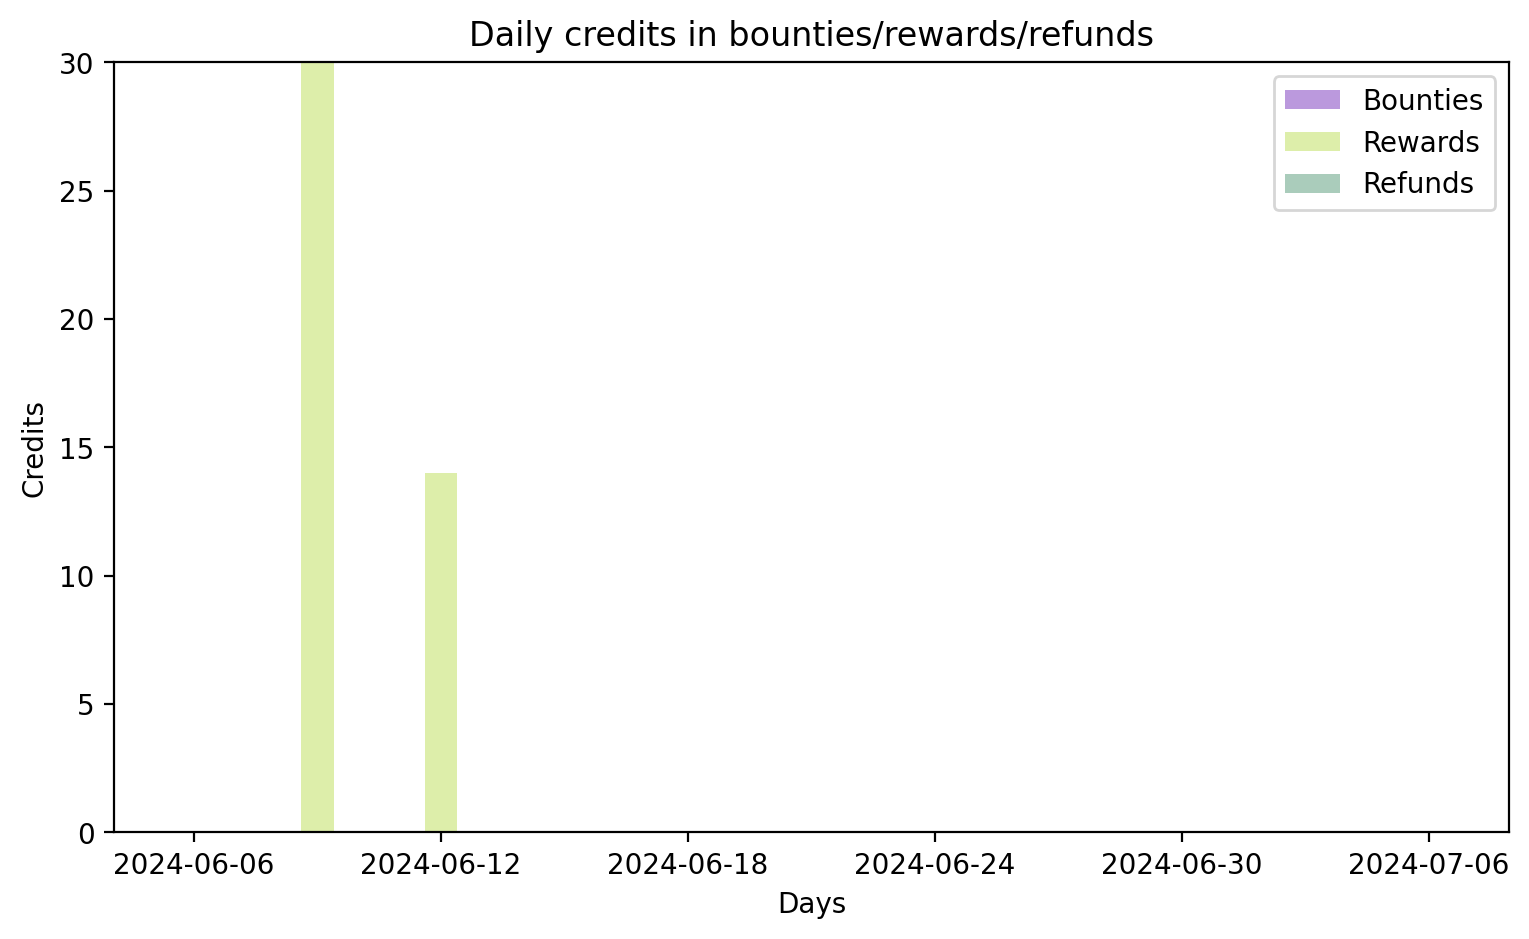 Daily credits in bounties/rewards/refunds
30
25
20
15
10
5
0
Credits
Bounties
Rewards
Refunds
2024-06-06 2024-06-12 2024-06-18 2024-06-24 2024-06-30 2024-07-06
Days